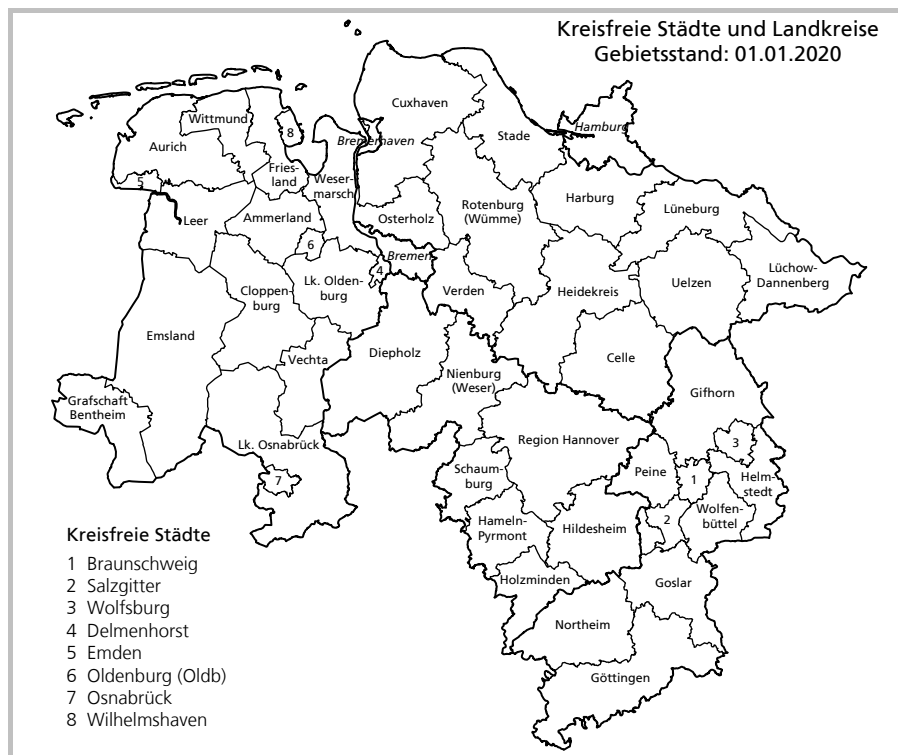 Kreisfreie Städte und Landkreise
Gebietsstand: 01.01.2020
Cuxhaven
Wittmund
8
Bremerhaven
Stade
Hamburg
Aurich
5
Fries-
land
Weser-
marsch
Leer
Ammerland
Osterholz
Rotenburg
(Wümme)
Harburg
Lüneburg
6
4
Bremen
Lk. Olden-
burg
Cloppen-
burg
Verden
Heidekreis
Uelzen
Lüchow-
Dannenberg
Emsland
Vechta
Diepholz
Nienburg
(Weser)
Celle
Gifhorn
Grafschaft
Bentheim
Lk. Osnabrück
7
Region Hannover
3
Schaum-
burg
Peine
1
Helm-
stedt
2
Wolfen-
büttel
Hameln-
Pyrmont
Hildesheim
Holzminden
Goslar
Northeim
Göttingen
Kreisfreie Städte
1 Braunschweig
2 Salzgitter
3 Wolfsburg
4 Delmenhorst
5 Emden
6 Oldenburg (Oldb)
7 Osnabrück
8 Wilhelmshaven